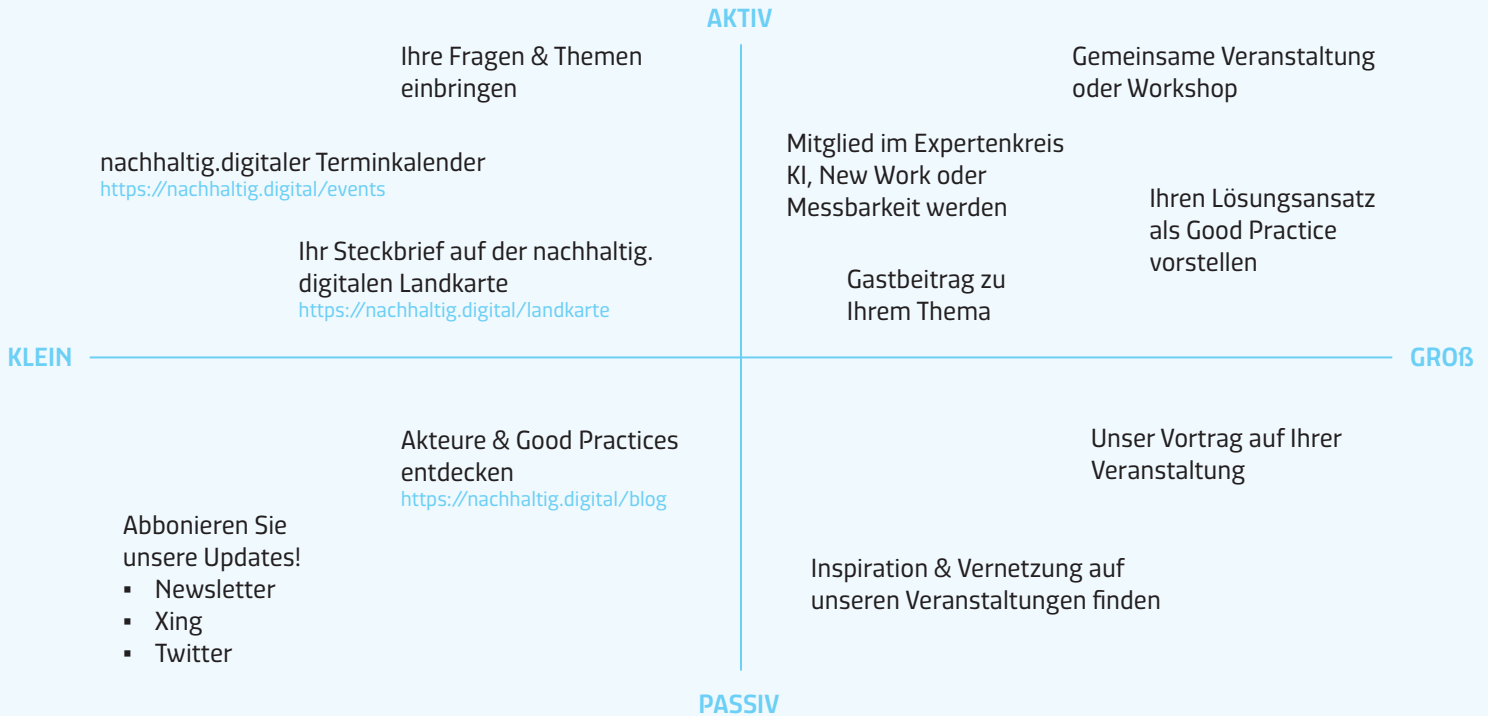 AKTIV
Ihre Fragen & Themen
einbringen
Gemeinsame Veranstaltung
oder Workshop
nachhaltig.digitaler Terminkalender
https://nachhaltig.digital/events
Mitglied im Expertenkreis
KI, New Work oder
Messbarkeit werden
Ihren Lösungsansatz
als Good Practice
vorstellen
Ihr Steckbrief auf der nachhaltig.
digitalen Landkarte
https://nachhaltig.digital/landkarte
Gastbeitrag zu
Ihrem Thema
KLEIN
GROß
Akteure & Good Practices
entdecken
https://nachhaltig.digital/blog
Unser Vortrag auf Ihrer
Veranstaltung
Abbonieren Sie
unsere Updates!
▪ Newsletter
▪ Xing
▪ Twitter
Inspiration & Vernetzung auf
unseren Veranstaltungen finden
PASSIV